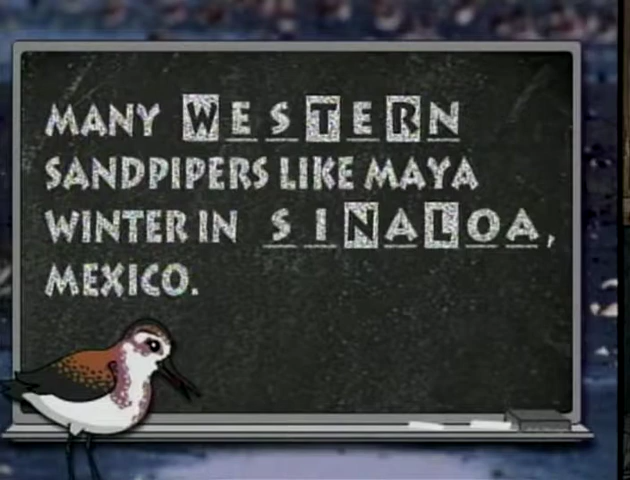 MANY WESTERN
SANDPIPERS LIKE MAYA
WINTER IN SINALOA,
MEXICO.